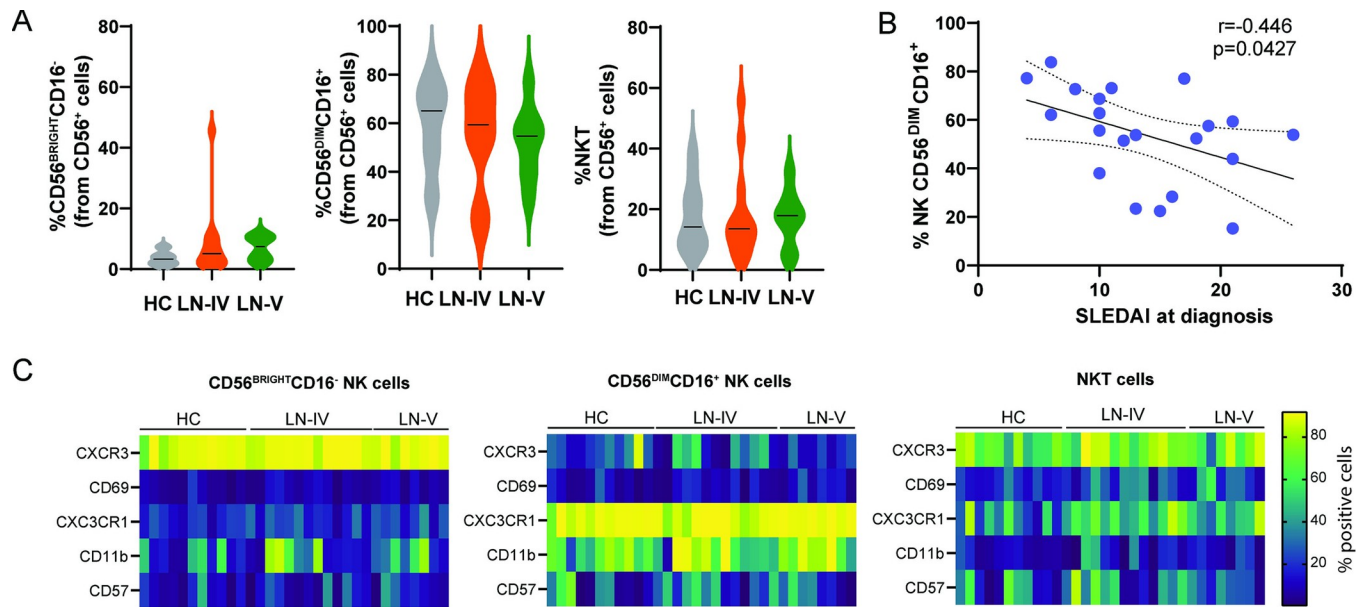 A
%CD56ᴮᴿᴵᴳᴴᵀCD16⁻
(from CD56⁺ cells)
80
60
40
20
0
HC LN-IV LN-V
%CD56ᴰᴵᴹCD16⁺
(from CD56⁺ cells)
100
80
60
40
20
0
HC LN-IV LN-V
%NKT
(from CD56⁺ cells)
80
60
40
20
0
HC LN-IV LN-V
B
r=-0.446
p=0.0427
% NK CD56ᴰᴵᴹ CD16⁺
100
80
60
40
20
0
0 10 20 30
SLEDAI at diagnosis
C
CD56ᴮᴿᴵᴳᴴᵀCD16⁻ NK cells
HC LN-IV LN-V
CXCR3
CD69
CXC3CR1
CD11b
CD57
CD56ᴰᴵᴹCD16⁺ NK cells
HC LN-IV LN-V
CXCR3
CD69
CXC3CR1
CD11b
CD57
NKT cells
HC LN-IV LN-V
CXCR3
CD69
CXC3CR1
CD11b
CD57
80
60
40
20
% positive cells